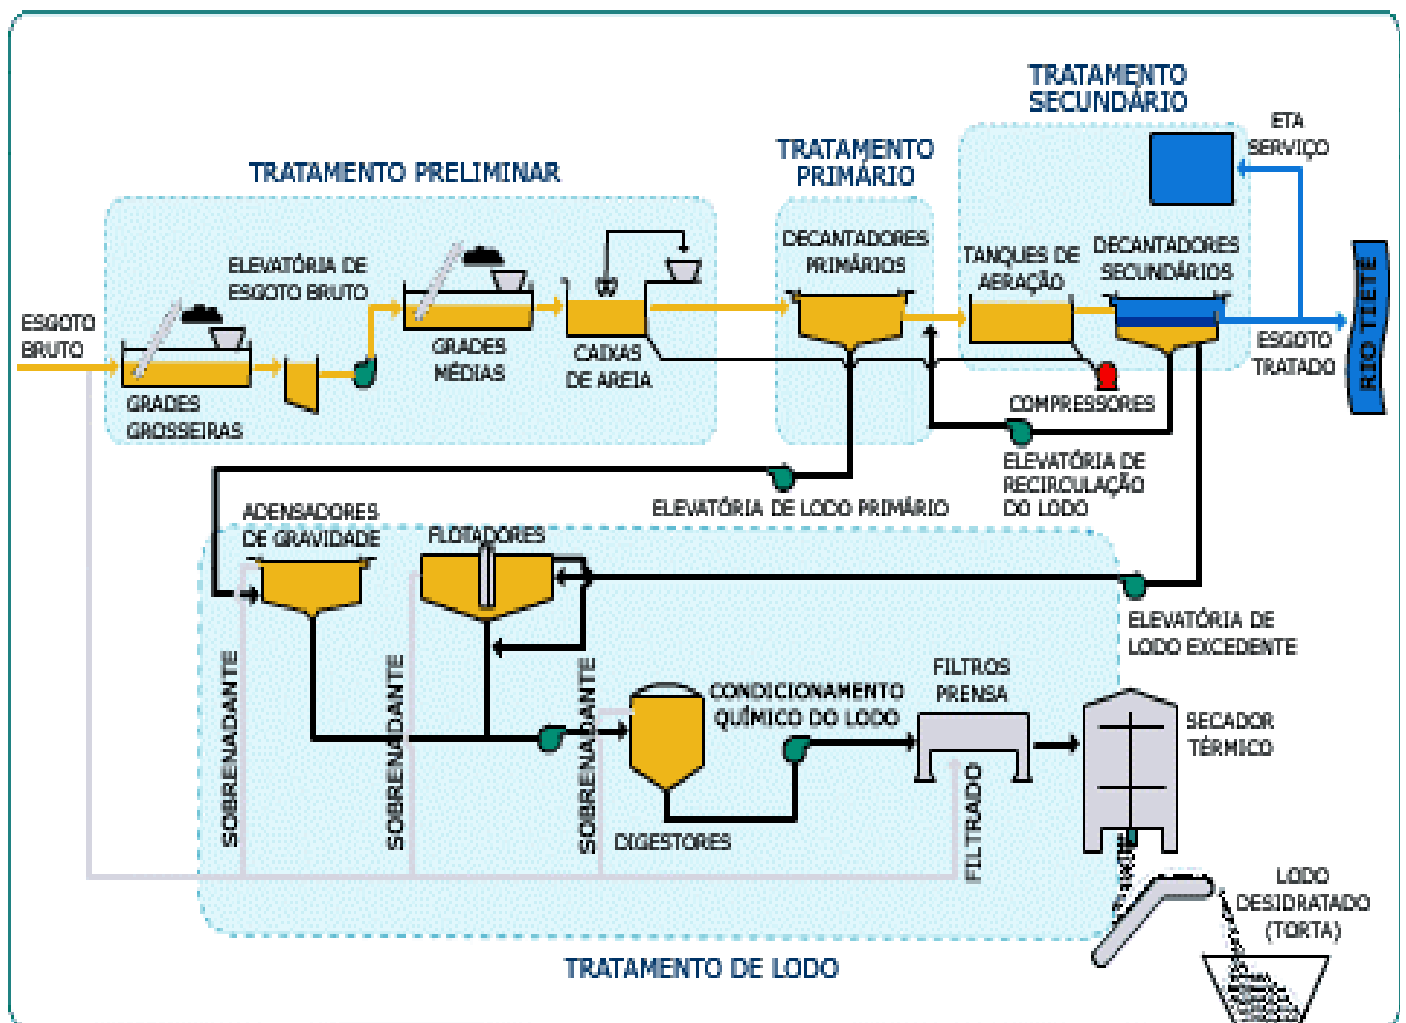 TRATAMENTO
SECUNDÁRIO
ETA
SERVIÇO
TRATAMENTO
PRIMÁRIO
TRATAMENTO PRELIMINAR
DECANTADORES
PRIMÁRIOS
TANQUES DE
AERAÇÃO
DECANTADORES
SECUNDÁRIOS
ELEVATÓRIA DE
ESGOTO BRUTO
ESGOTO
BRUTO
GRADES
MÉDIAS
CAIXAS
DE AREIA
ESGOTO
TRATADO
RIO TIETE
GRADES
GROSSEIRAS
COMPRESSORES
ELEVATÓRIA DE
RECIRCULAÇÃO
DO LODO
ELEVATÓRIA DE LODO PRIMÁRIO
ADENSADORES
DE GRAVIDADE
FLOTADORES
ELEVATÓRIA DE
LODO EXCEDENTE
SOBRENADANTE
SOBRENADANTE
SOBRENADANTE
CONDICIONAMENTO
QUÍMICO DO LODO
FILTROS
PRENSA
SECADOR
TÉRMICO
DIGESTORES
FILTRADO
LODO
DESIDRATADO
(TORTA)
TRATAMENTO DE LODO